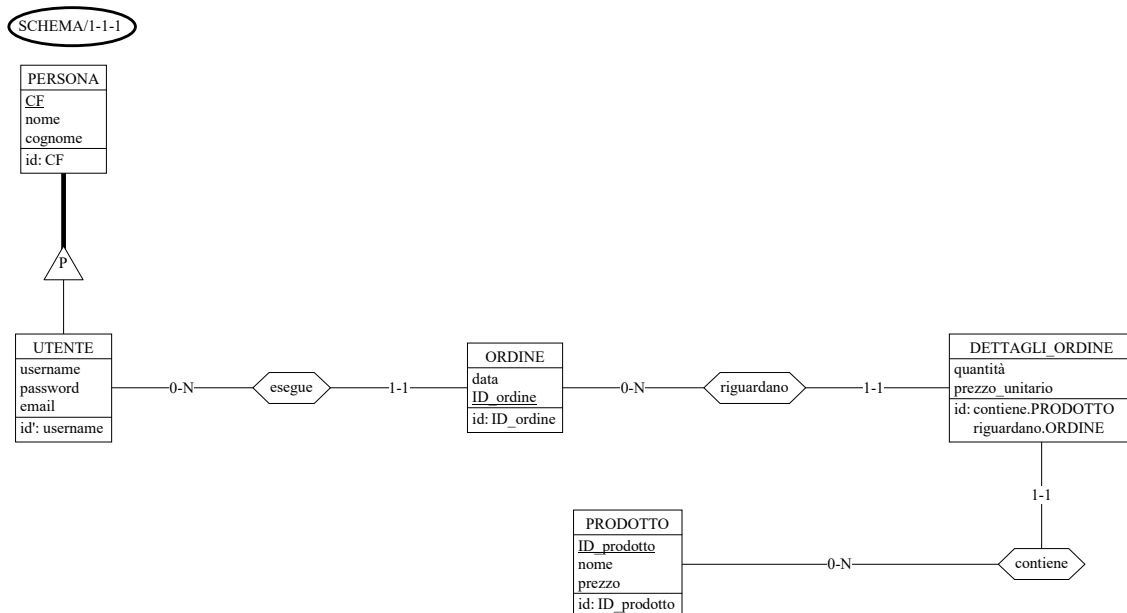 SCHEMA/1-1-1
PERSONA
CF
nome
cognome
id: CF
P
UTENTE
username
password
email
id': username
0-N
esegue
1-1
ORDINE
data
ID_ordine
id: ID_ordine
0-N
riguardano
1-1
DETTAGLI_ORDINE
quantità
prezzo_unitario
id: contiene.PRODOTTO
riguardano.ORDINE
1-1
PRODOTTO
ID_prodotto
nome
prezzo
id: ID_prodotto
0-N
contiene